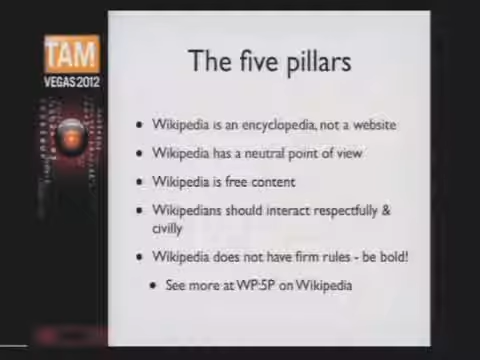 TAM!
VEGAS 2012
The five pillars
• Wikipedia is an encyclopedia, not a website
• Wikipedia has a neutral point of view
• Wikipedia is free content
• Wikipedians should interact respectfully &
civilly
• Wikipedia does not have firm rules - be bold!
• See more at WP:5P on Wikipedia